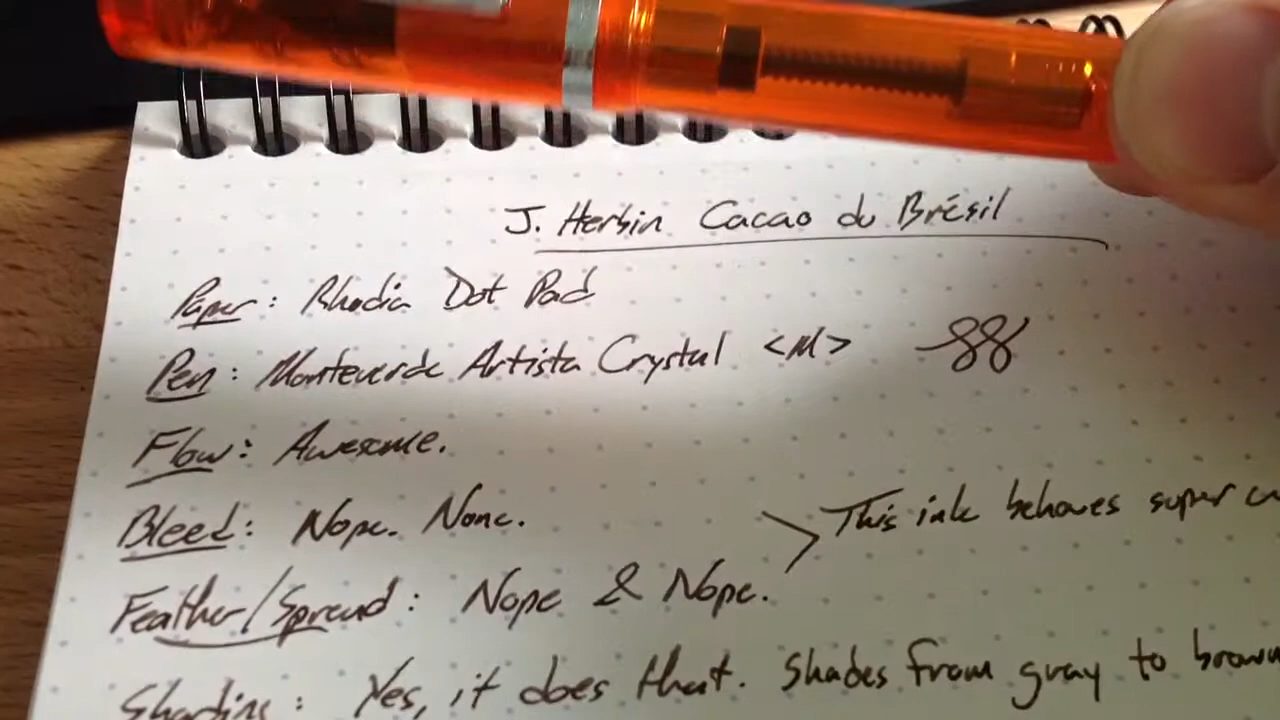 J. Herbin Cacao du Brésil
Paper: Rhodia Dot Pad
Pen: Monteverde Artista Crystal <M>
Flow: Awesome.
Bleed: Nope. None.
This ink behaves super
Feather/Spread: Nope & Nope.
Shading: Yes, it does that. Shades from gray to brown